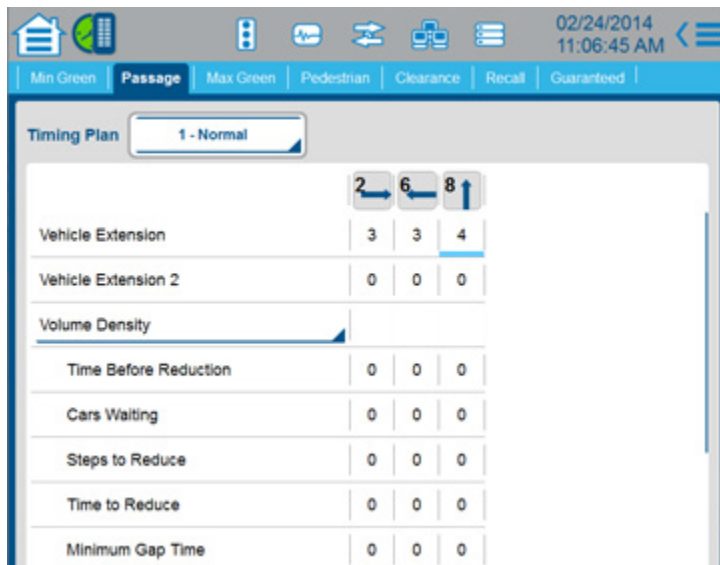 02/24/2014
11:06:45 AM
Min Green Passage Max Green Pedestrian Clearance Recall Guaranteed
Timing Plan 1 - Normal
2 6 8
Vehicle Extension 3 3 4
Vehicle Extension 2 0 0 0
Volume Density
Time Before Reduction 0 0 0
Cars Waiting 0 0 0
Steps to Reduce 0 0 0
Time to Reduce 0 0 0
Minimum Gap Time 0 0 0